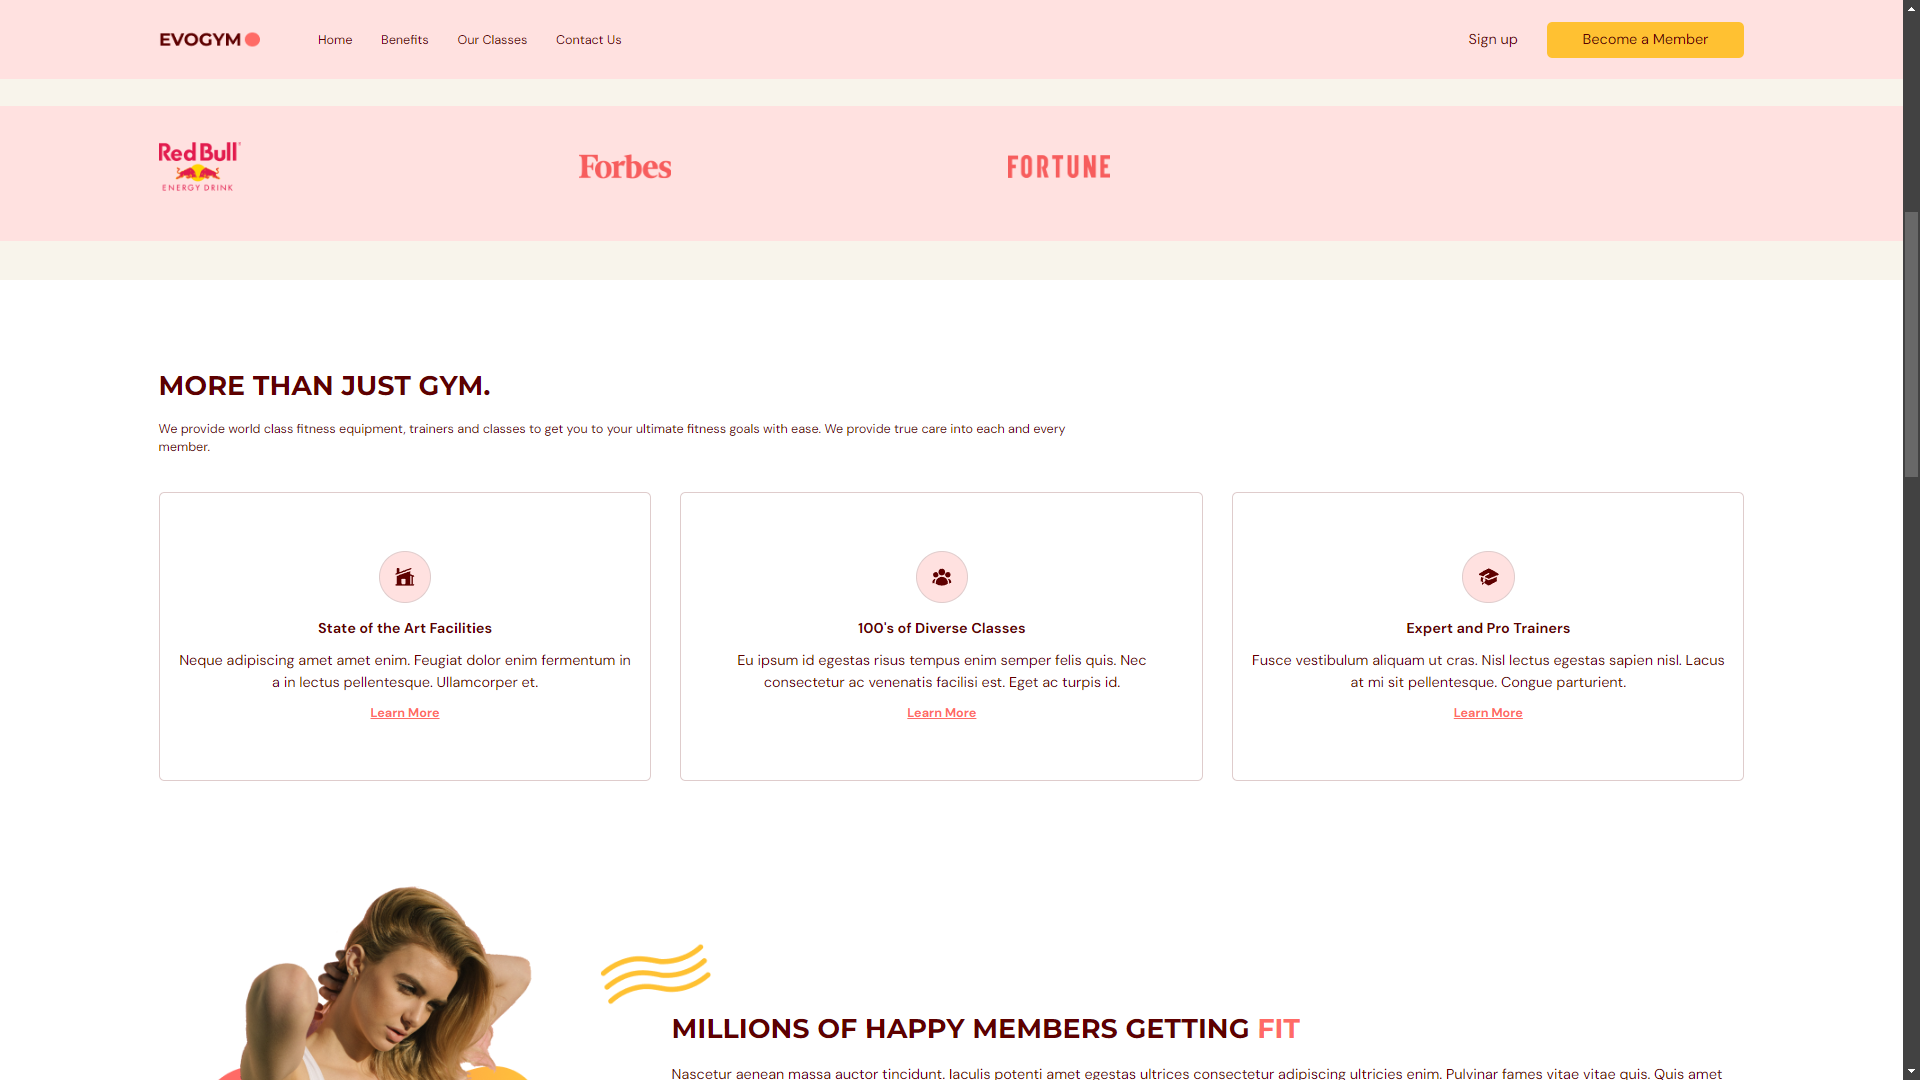 EVOGYM
Home
Benefits
Our Classes
Contact Us
Sign up
Become a Member
Red Bull
ENERGY DRINK
Forbes
FORTUNE
MORE THAN JUST GYM.
We provide world class fitness equipment, trainers and classes to get you to your ultimate fitness goals with ease. We provide true care into each and every
member.
State of the Art Facilities
Neque adipiscing amet amet enim. Feugiat dolor enim fermentum in
a in lectus pellentesque. Ullamcorper et.
Learn More
100's of Diverse Classes
Eu ipsum id egestas risus tempus enim semper felis quis. Nec
consectetur ac venenatis facilisi est. Eget ac turpis id.
Learn More
Expert and Pro Trainers
Fusce vestibulum aliquam ut cras. Nisl lectus egestas sapien nisl. Lacus
at mi sit pellentesque. Congue parturient.
Learn More
MILLIONS OF HAPPY MEMBERS GETTING FIT
Nascetur aenean massa auctor tincidunt. Iaculis potenti amet egestas ultrices consectetur adipiscing ultricies enim. Pulvinar fames vitae vitae quis. Quis amet